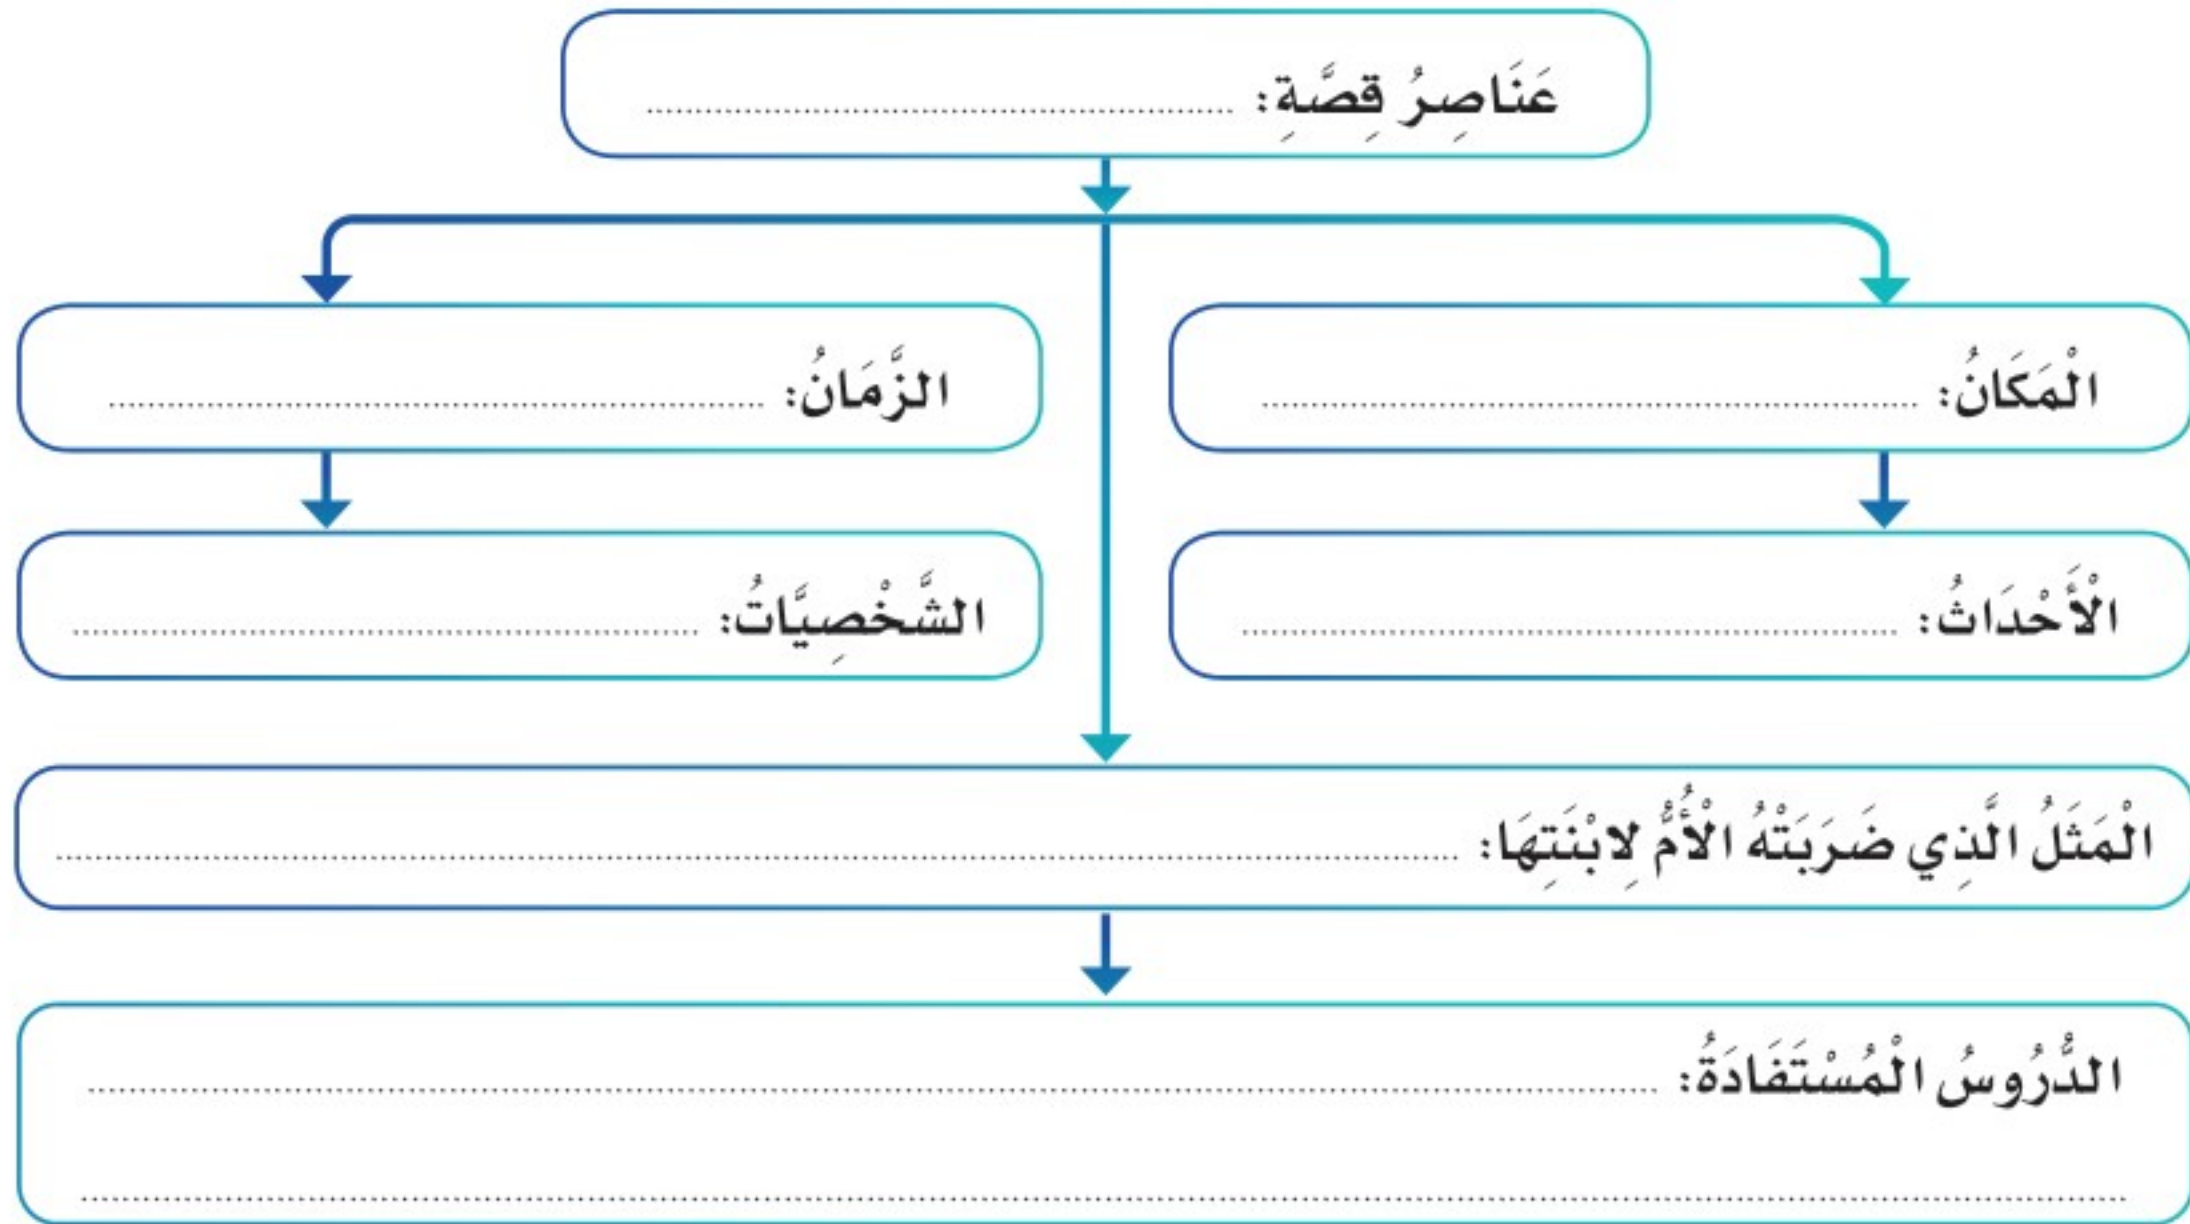 عَنَاصِرُ قِصَّةِ: ........................................
الْمَكَانُ: ........................................
الزَّمَانُ: ........................................
الْأَحْدَاثُ: ........................................
الشَّخْصِيَّاتُ: ........................................
الْمَثَلُ الَّذِي ضَرَبَتْهُ الْأُمُّ لِابْنَتِهَا: ........................................
الدُّرُوسُ الْمُسْتَفَادَةُ: ........................................
........................................